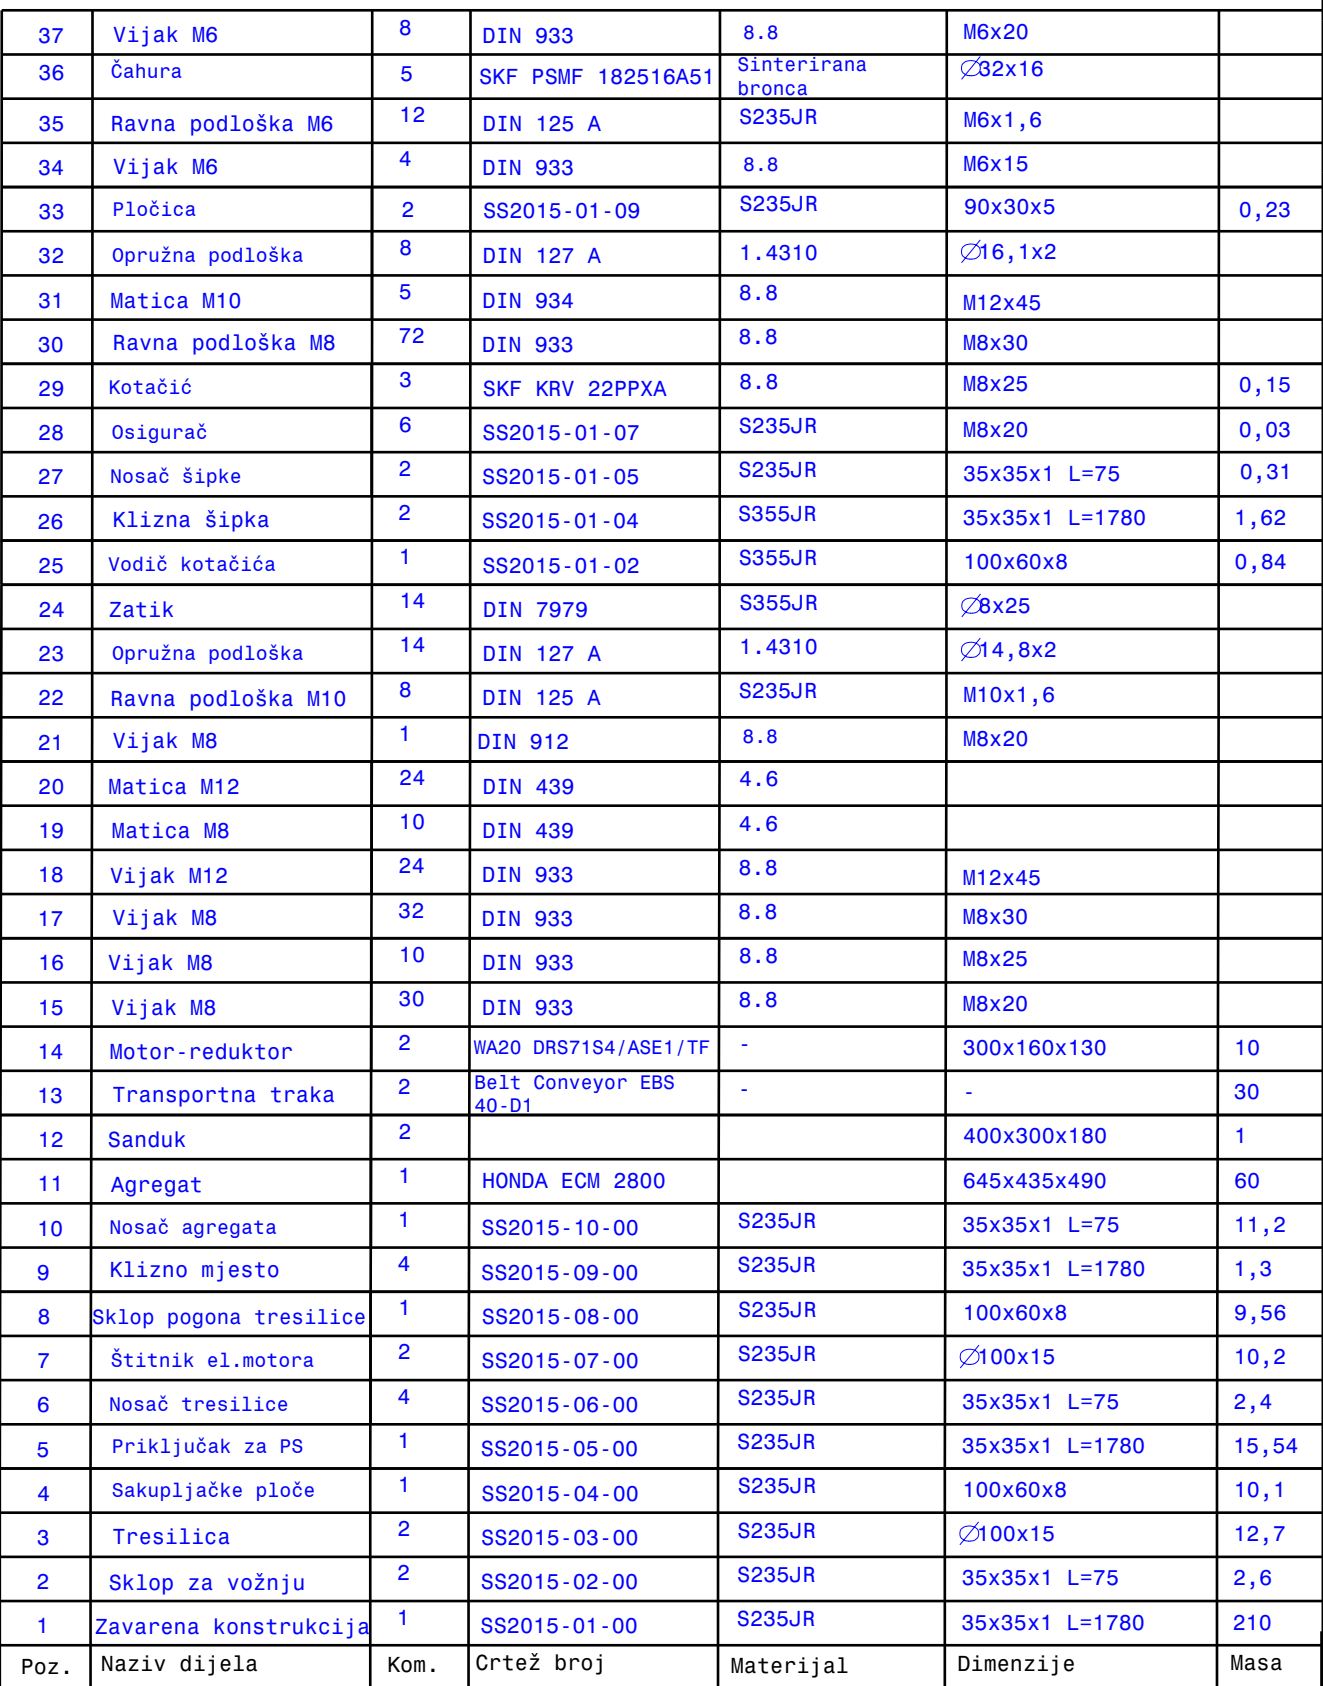 37 Vijak M6 8 DIN 933 8.8 M6x20
36 Čahura 5 SKF PSMF 182516A51 Sinterirana bronca ∅32x16
35 Ravna podloška M6 12 DIN 125 A S235JR M6x1,6
34 Vijak M6 4 DIN 933 8.8 M6x15
33 Pločica 2 SS2015-01-09 S235JR 90x30x5 0,23
32 Opružna podloška 8 DIN 127 A 1.4310 ∅16,1x2
31 Matica M10 5 DIN 934 8.8 M12x45
30 Ravna podloška M8 72 DIN 933 8.8 M8x30
29 Kotačić 3 SKF KRV 22PPXA 8.8 M8x25 0,15
28 Osigurač 6 SS2015-01-07 S235JR M8x20 0,03
27 Nosač šipke 2 SS2015-01-05 S235JR 35x35x1 L=75 0,31
26 Klizna šipka 2 SS2015-01-04 S355JR 35x35x1 L=1780 1,62
25 Vodič kotačića 1 SS2015-01-02 S355JR 100x60x8 0,84
24 Zatik 14 DIN 7979 S355JR ∅8x25
23 Opružna podloška 14 DIN 127 A 1.4310 ∅14,8x2
22 Ravna podloška M10 8 DIN 125 A S235JR M10x1,6
21 Vijak M8 1 DIN 912 8.8 M8x20
20 Matica M12 24 DIN 439 4.6
19 Matica M8 10 DIN 439 4.6
18 Vijak M12 24 DIN 933 8.8 M12x45
17 Vijak M8 32 DIN 933 8.8 M8x30
16 Vijak M8 10 DIN 933 8.8 M8x25
15 Vijak M8 30 DIN 933 8.8 M8x20
14 Motor-reduktor 2 WA20 DRS71S4/ASE1/TF - 300x160x130 10
13 Transportna traka 2 Belt Conveyor EBS 40-D1 - - 30
12 Sanduk 2 400x300x180 1
11 Agregat 1 HONDA ECM 2800 645x435x490 60
10 Nosač agregata 1 SS2015-10-00 S235JR 35x35x1 L=75 11,2
9 Klizno mjesto 4 SS2015-09-00 S235JR 35x35x1 L=1780 1,3
8 Sklop pogona tresilice 1 SS2015-08-00 S235JR 100x60x8 9,56
7 Štitnik el.motora 2 SS2015-07-00 S235JR ∅100x15 10,2
6 Nosač tresilice 4 SS2015-06-00 S235JR 35x35x1 L=75 2,4
5 Priključak za PS 1 SS2015-05-00 S235JR 35x35x1 L=1780 15,54
4 Sakupljačke ploče 1 SS2015-04-00 S235JR 100x60x8 10,1
3 Tresilica 2 SS2015-03-00 S235JR ∅100x15 12,7
2 Sklop za vožnju 2 SS2015-02-00 S235JR 35x35x1 L=75 2,6
1 Zavarena konstrukcija 1 SS2015-01-00 S235JR 35x35x1 L=1780 210
Poz. Naziv dijela Kom. Crtež broj Materijal Dimenzije Masa